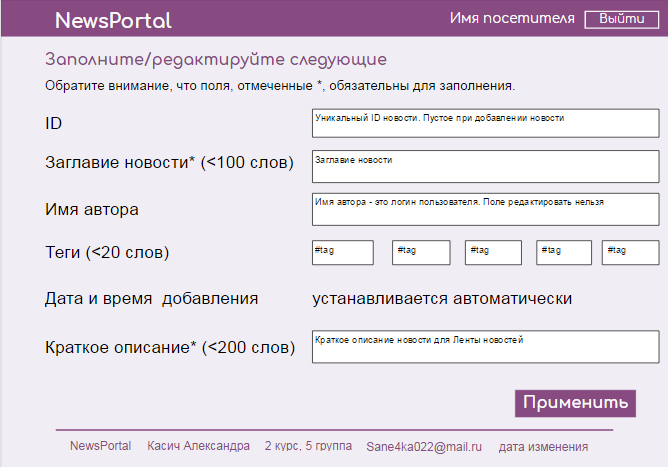 NewsPortal Имя посетителя Выйти
Заполните/редактируйте следующие
Обратите внимание, что поля, отмеченные *, обязательны для заполнения.
ID Уникальный ID новости. Пустое при добавлении новости
Заглавие новости* (<100 слов) Заглавие новости
Имя автора Имя автора - это логин пользователя. Поле редактировать нельзя
Теги (<20 слов) #tag #tag #tag #tag #tag
Дата и время добавления устанавливается автоматически
Краткое описание* (<200 слов) Краткое описание новости для Ленты новостей
Применить
NewsPortal Касич Александра 2 курс, 5 группа Sane4ka022@mail.ru дата изменения